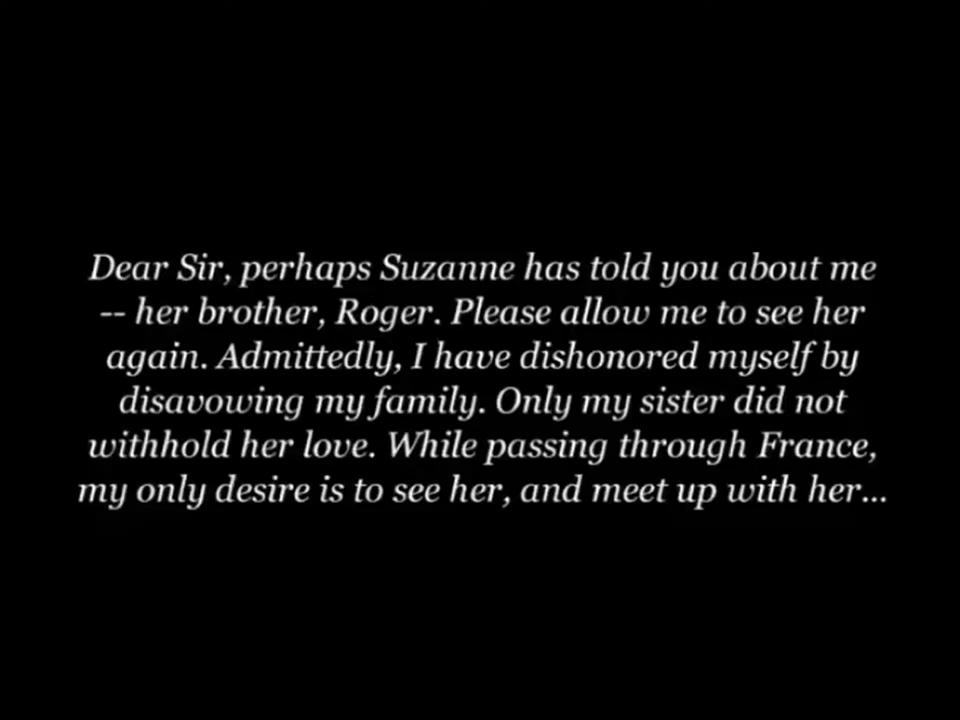 Dear Sir, perhaps Suzanne has told you about me
-- her brother, Roger. Please allow me to see her
again. Admittedly, I have dishonored myself by
disavowing my family. Only my sister did not
withhold her love. While passing through France,
my only desire is to see her, and meet up with her...